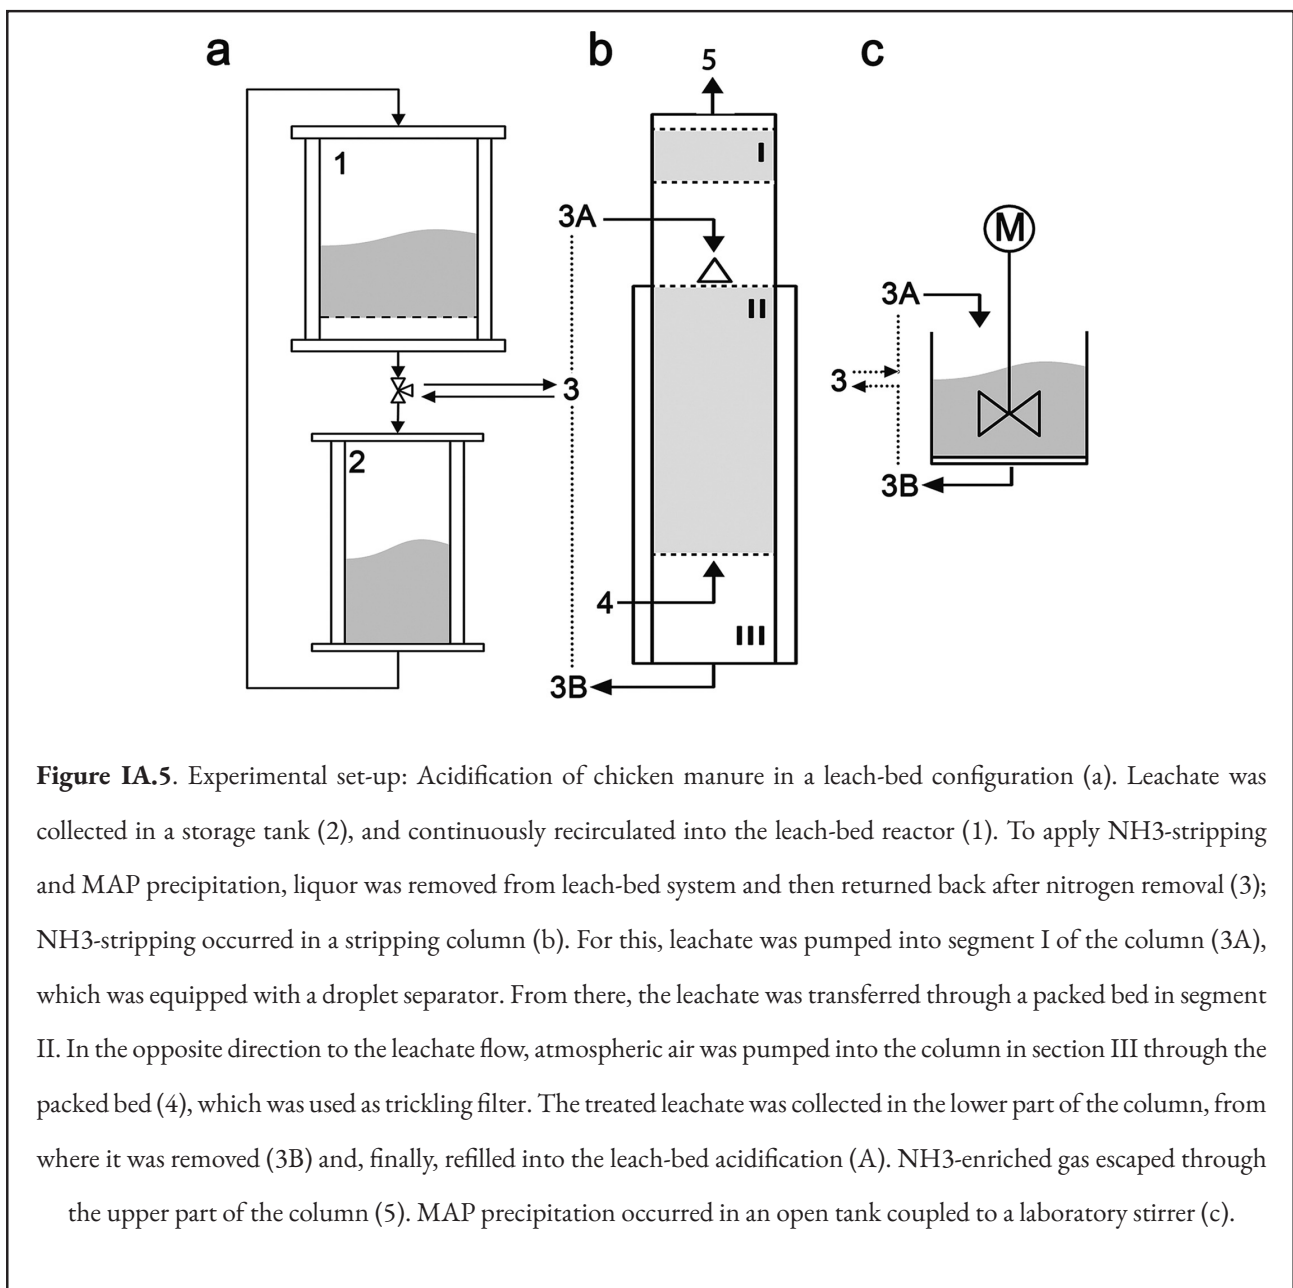 a
b
c
5
1
I
3A
M
II
3A
3
3
2
4
III
3B
3B
Figure IA.5. Experimental set-up: Acidification of chicken manure in a leach-bed configuration (a). Leachate was
collected in a storage tank (2), and continuously recirculated into the leach-bed reactor (1). To apply NH3-stripping
and MAP precipitation, liquor was removed from leach-bed system and then returned back after nitrogen removal (3);
NH3-stripping occurred in a stripping column (b). For this, leachate was pumped into segment I of the column (3A),
which was equipped with a droplet separator. From there, the leachate was transferred through a packed bed in segment
II. In the opposite direction to the leachate flow, atmospheric air was pumped into the column in section III through the
packed bed (4), which was used as trickling filter. The treated leachate was collected in the lower part of the column, from
where it was removed (3B) and, finally, refilled into the leach-bed acidification (A). NH3-enriched gas escaped through
the upper part of the column (5). MAP precipitation occurred in an open tank coupled to a laboratory stirrer (c).